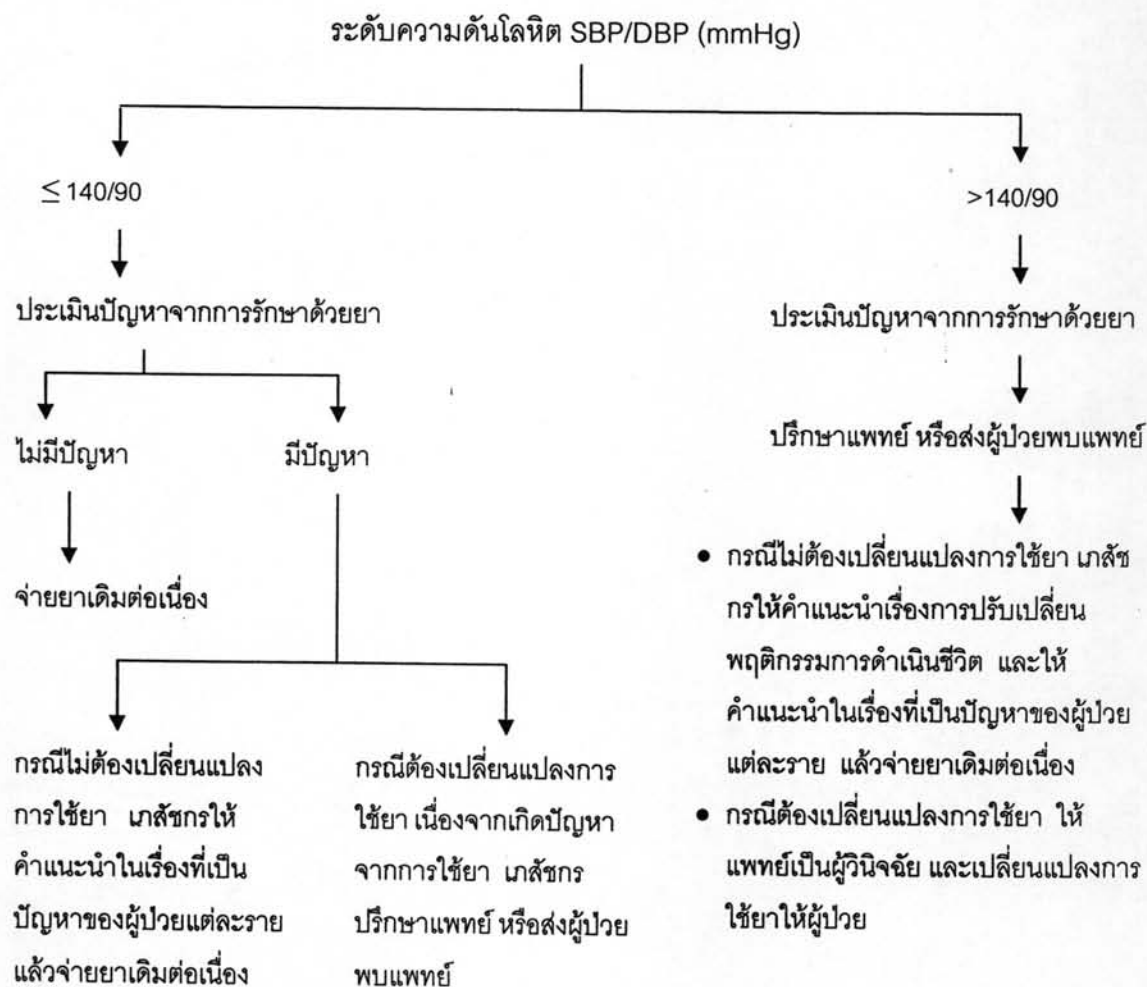 ระดับความดันโลหิต SBP/DBP (mmHg)
≤ 140/90
>140/90
ประเมินปัญหาจากการรักษาด้วยยา
ประเมินปัญหาจากการรักษาด้วยยา
ไม่มีปัญหา
มีปัญหา
ปรึกษาแพทย์ หรือส่งผู้ป่วยพบแพทย์
จ่ายยาเดิมต่อเนื่อง
กรณีไม่ต้องเปลี่ยนแปลง
การใช้ยา เภสัชกรให้
คำแนะนำในเรื่องที่เป็น
ปัญหาของผู้ป่วยแต่ละราย
แล้วจ่ายยาเดิมต่อเนื่อง
กรณีต้องเปลี่ยนแปลงการ
ใช้ยา เนื่องจากเกิดปัญหา
จากการใช้ยา เภสัชกร
ปรึกษาแพทย์ หรือส่งผู้ป่วย
พบแพทย์
• กรณีไม่ต้องเปลี่ยนแปลงการใช้ยา เภสัช
กรให้คำแนะนำเรื่องการปรับเปลี่ยน
พฤติกรรมการดำเนินชีวิต และให้
คำแนะนำในเรื่องที่เป็นปัญหาของผู้ป่วย
แต่ละราย แล้วจ่ายยาเดิมต่อเนื่อง
• กรณีต้องเปลี่ยนแปลงการใช้ยา ให้
แพทย์เป็นผู้วินิจฉัย และเปลี่ยนแปลงการ
ใช้ยาให้ผู้ป่วย